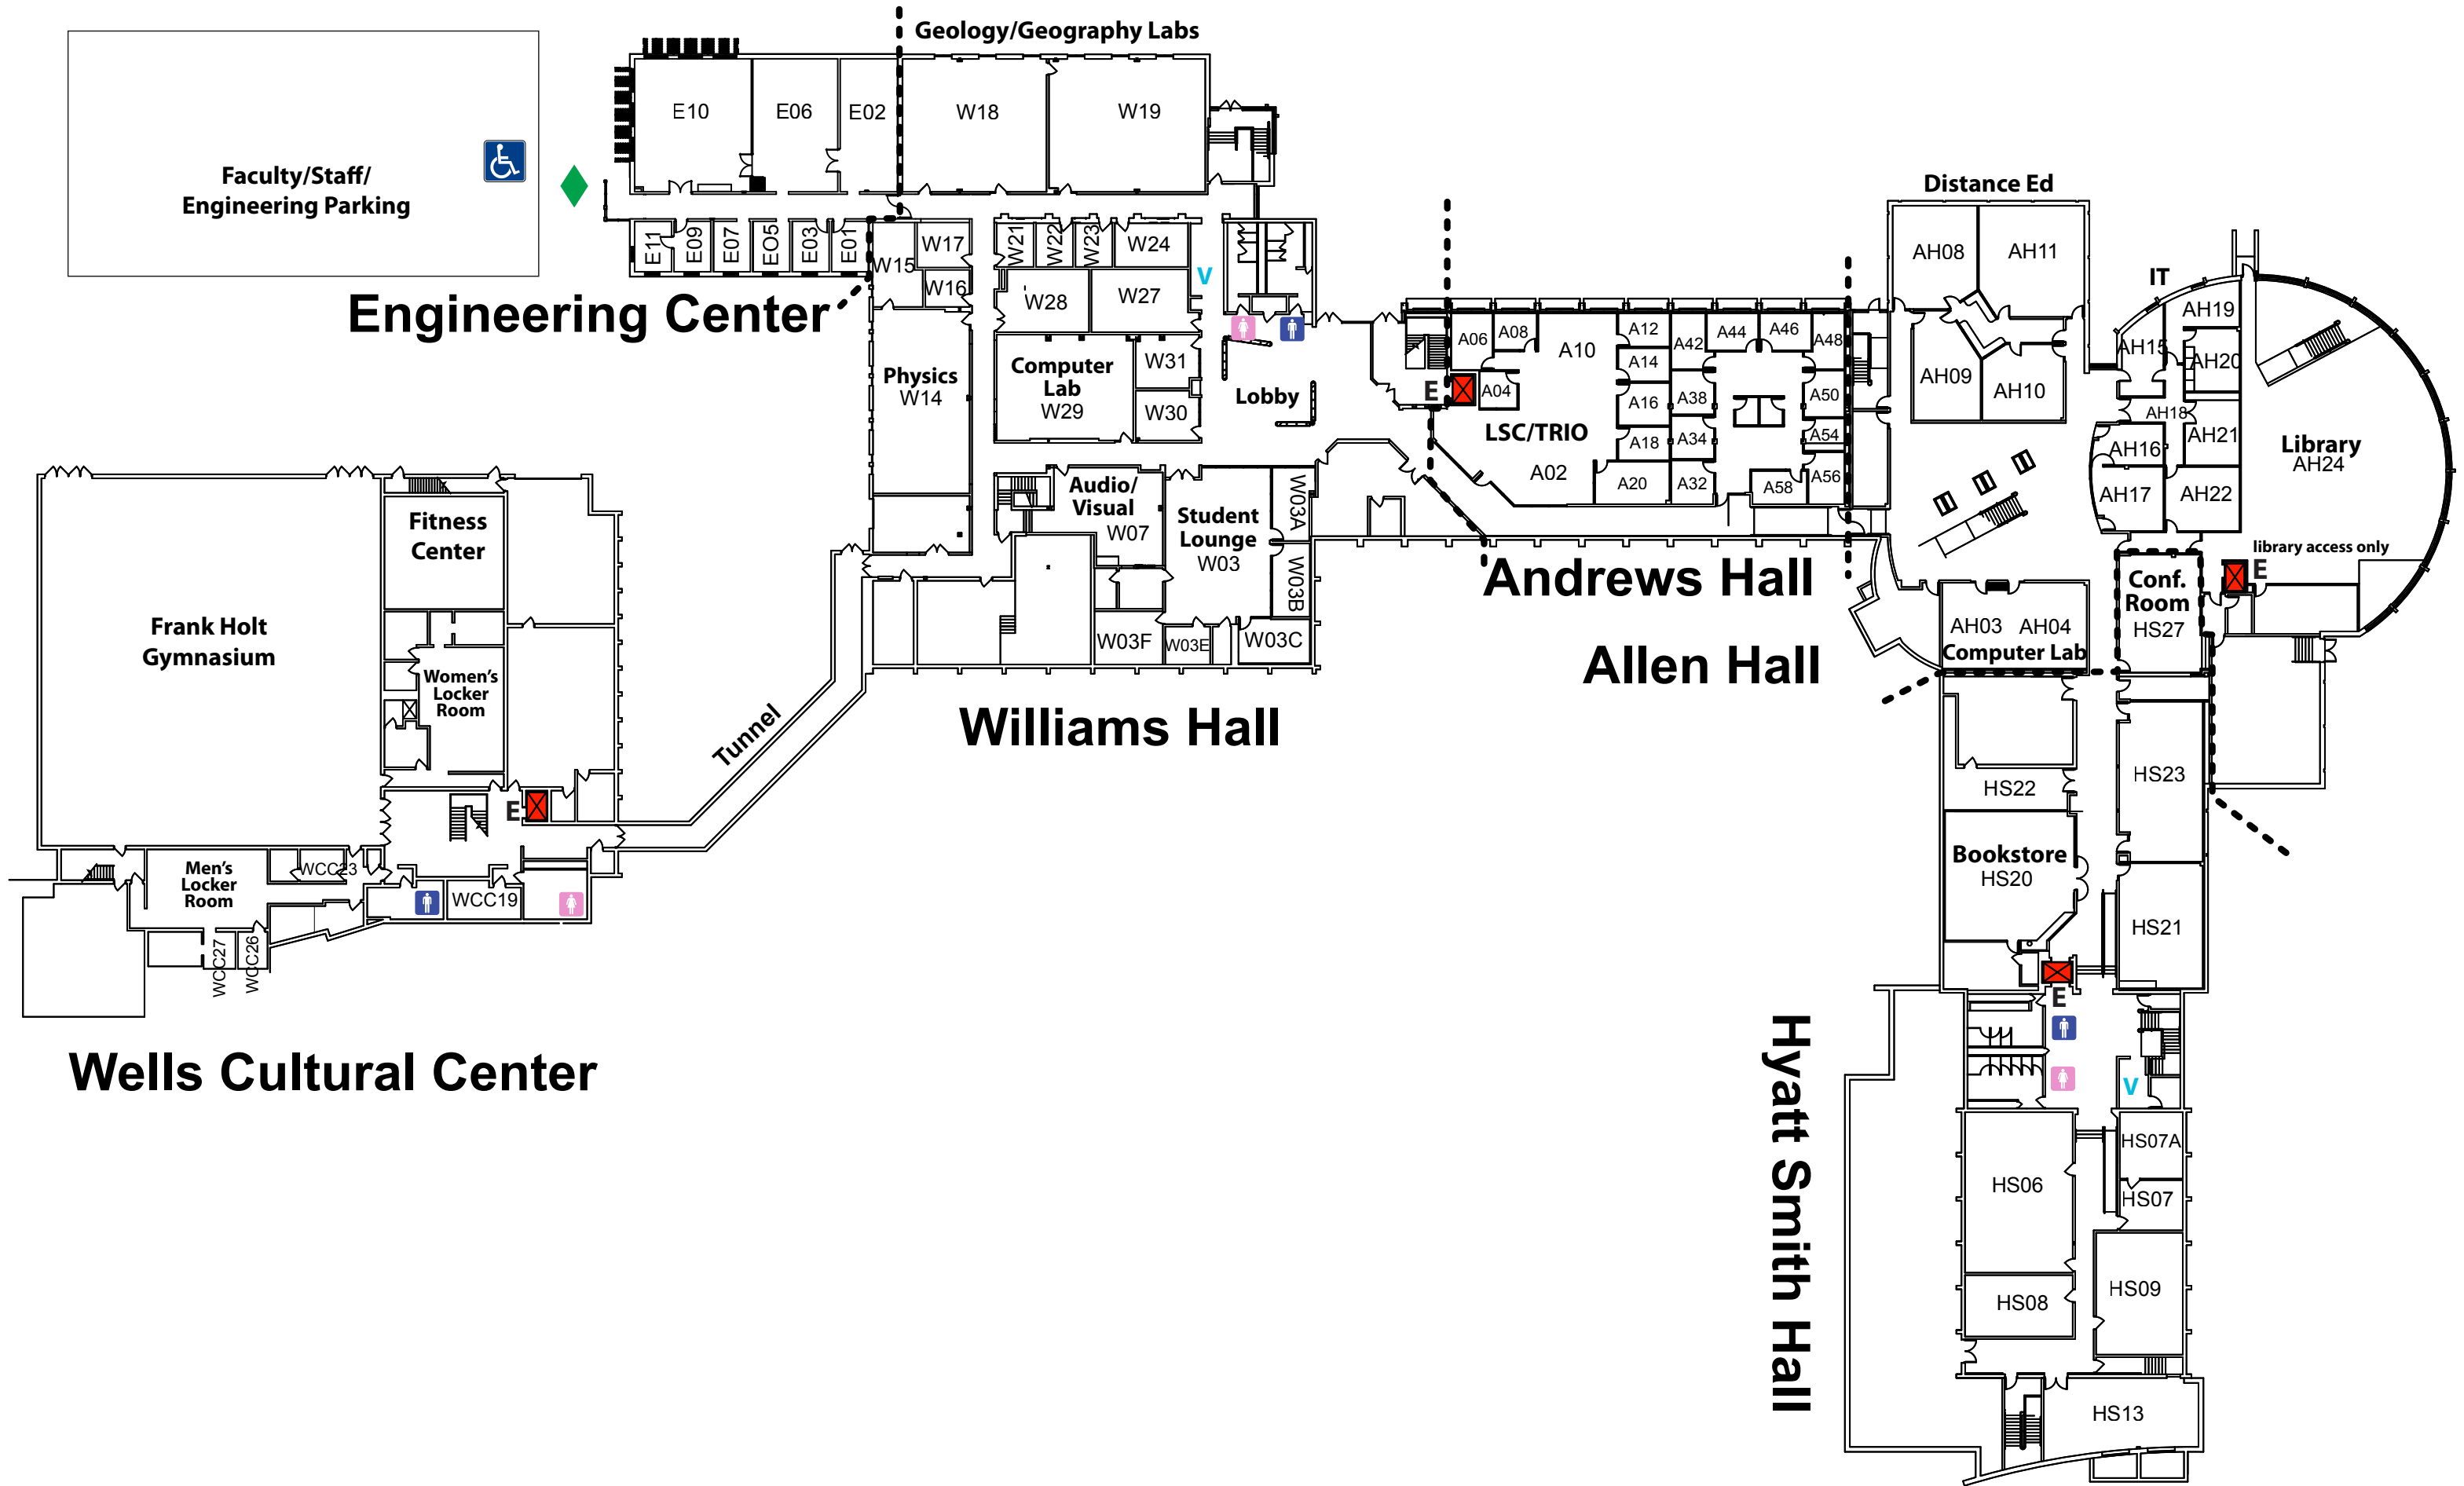 Geology/Geography Labs
E10
E06
E02
W18
W19
Faculty/Staff/
Engineering Parking
E11
E09
E07
EO5
E03
E01
W15
W17
W16
W21
W22
W23
W24
V
W28
W27
Engineering Center
Physics
W14
Computer
Lab
W29
W31
W30
Lobby
Audio/
Visual
W07
Student
Lounge
W03
W03A
W03B
W03C
W03E
W03F
Williams Hall
Tunnel
Frank Holt
Gymnasium
Fitness
Center
Women's
Locker
Room
E
Men's
Locker
Room
WCC23
WCC19
WCC27
WCC26
Wells Cultural Center
E
A06
A08
A04
A10
LSC/TRIO
A02
A12
A14
A16
A18
A20
A42
A38
A34
A32
A44
A46
A48
A50
A54
A56
A58
Andrews Hall
Allen Hall
Distance Ed
AH08
AH11
AH09
AH10
IT
AH19
AH15
AH20
AH18
AH16
AH21
AH17
AH22
Library
AH24
library access only
E
AH03
AH04
Computer Lab
Conf.
Room
HS27
HS22
HS23
Bookstore
HS20
HS21
E
V
HS07A
HS06
HS07
HS09
HS08
HS13
Hyatt Smith Hall